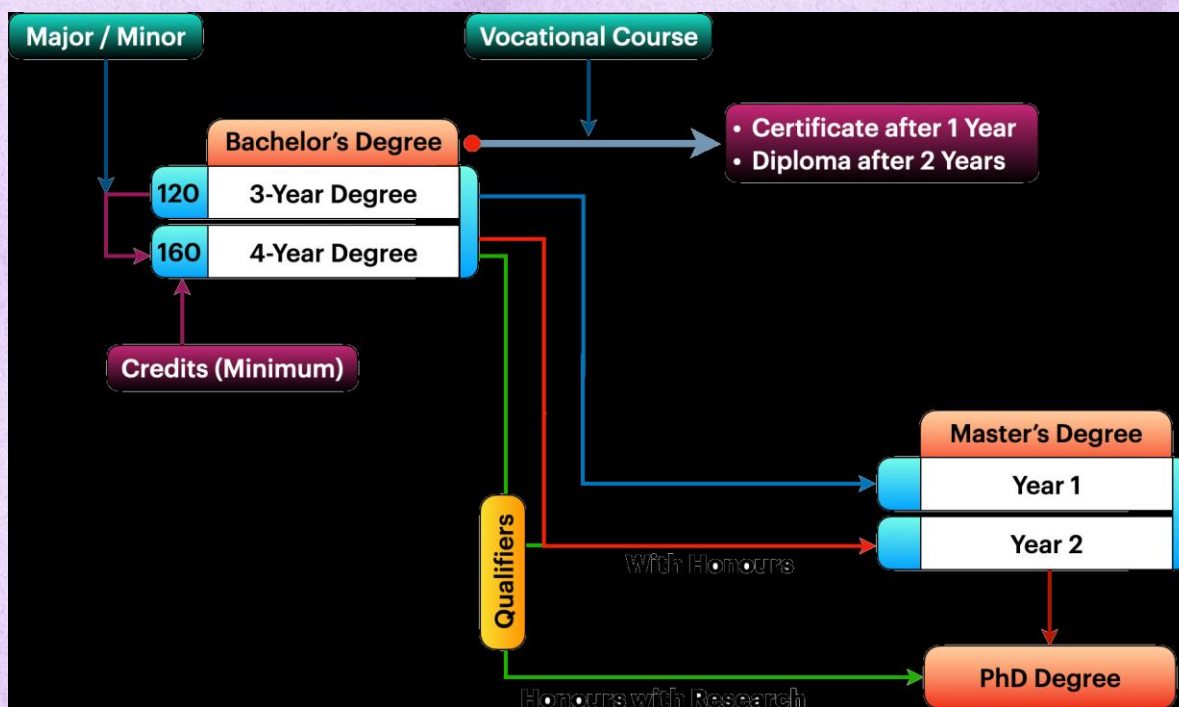 Major / Minor
Vocational Course
• Certificate after 1 Year
• Diploma after 2 Years
Bachelor's Degree
120 3-Year Degree
160 4-Year Degree
Credits (Minimum)
Master's Degree
Year 1
Year 2
Qualifiers
With Honours
PhD Degree
Honours with Research